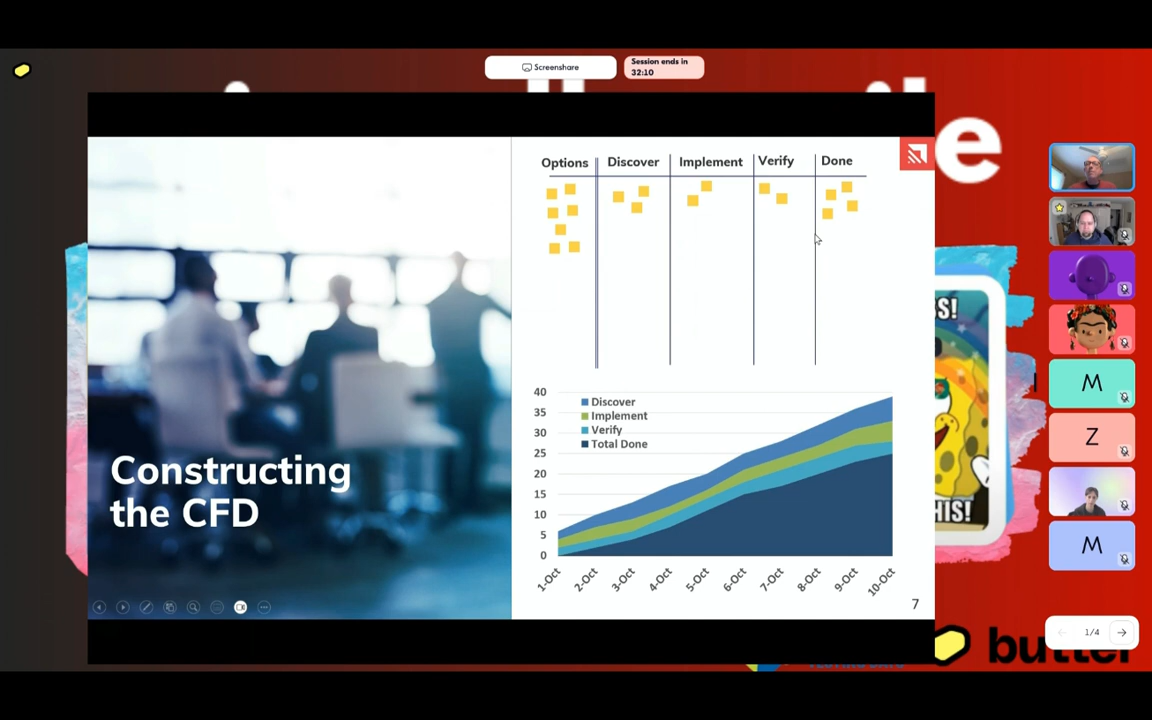 Screenshare
Session ends in
32:10
e
Options Discover Implement Verify Done
S!
40
35
30
25
20
15
10
5
0
Discover
Implement
Verify
Total Done
Constructing
the CFD
1-Oct 2-Oct 3-Oct 4-Oct 5-Oct 6-Oct 7-Oct 8-Oct 9-Oct 10-Oct
7
HIS!
M
Z
M
1/4